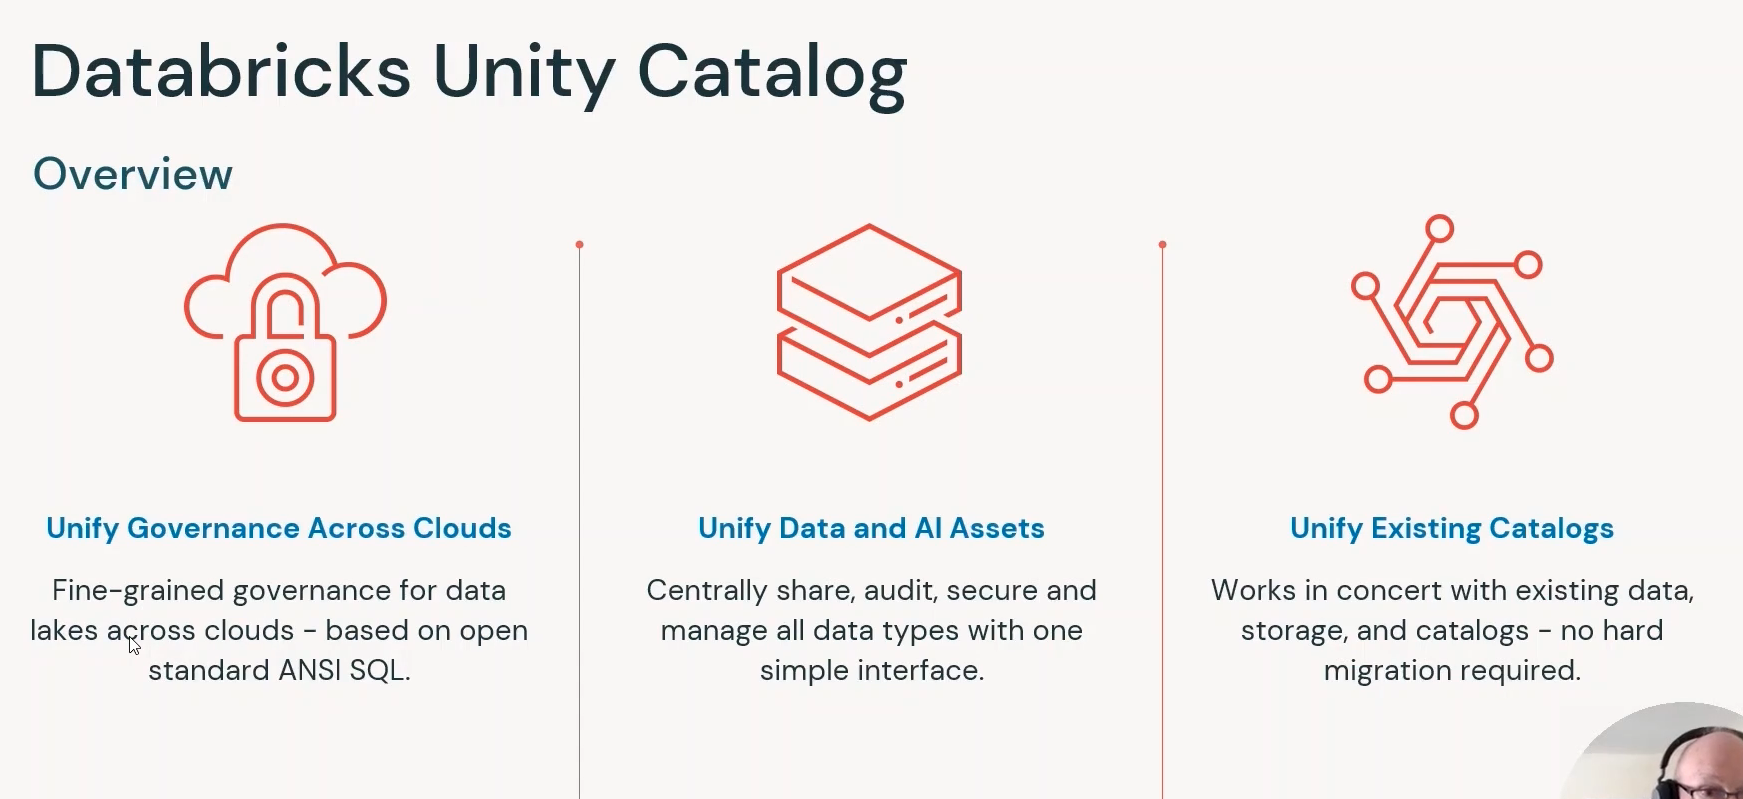 Databricks Unity Catalog
Overview
Unify Governance Across Clouds
Fine-grained governance for data
lakes across clouds - based on open
standard ANSI SQL.
Unify Data and AI Assets
Centrally share, audit, secure and
manage all data types with one
simple interface.
Unify Existing Catalogs
Works in concert with existing data,
storage, and catalogs - no hard
migration required.